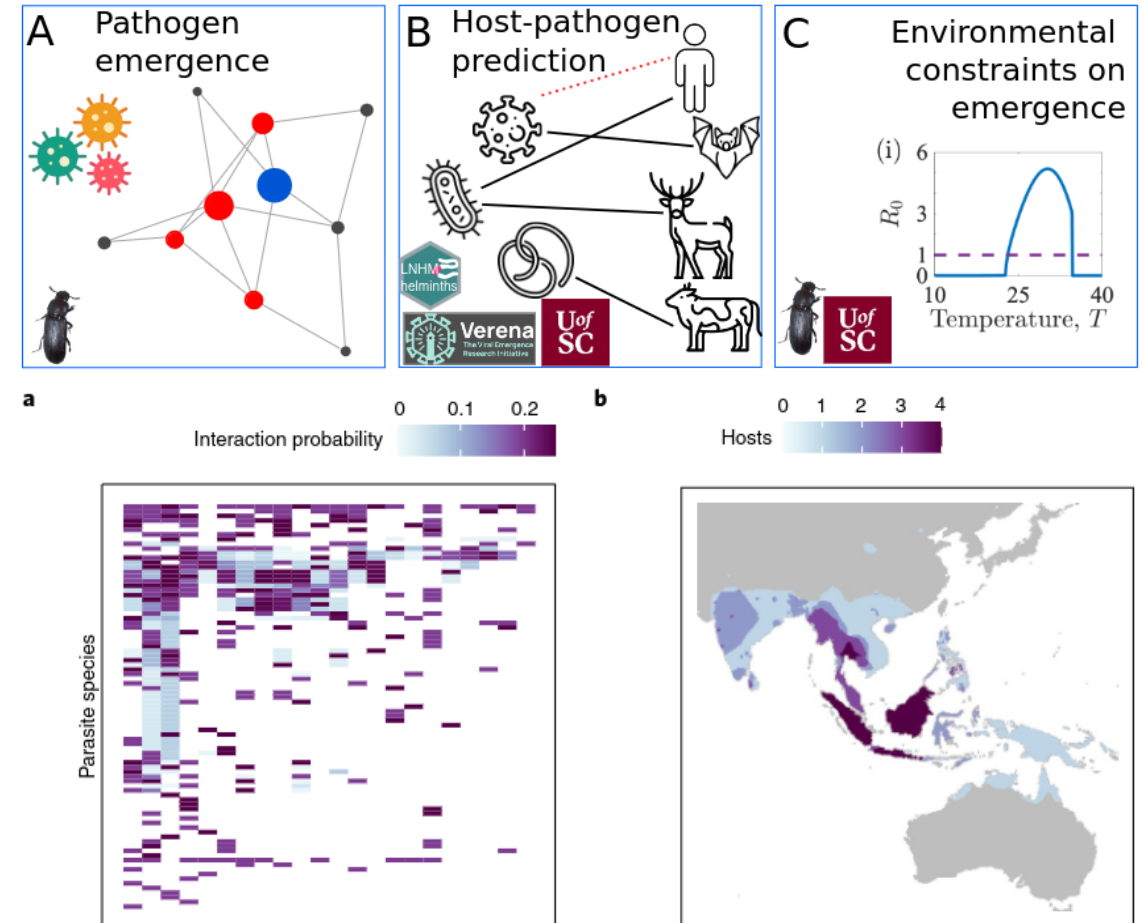 A Pathogen
emergence
B Host-pathogen
prediction
LNHM
helminths
Verena
The Viral Emergence
Research Initiative
U of
SC
C Environmental
constraints on
emergence
(i)
6
3
1
0
R0
10 25 40
Temperature, T
U of
SC
a
0 0.1 0.2
Interaction probability
Parasite species
b
0 1 2 3 4
Hosts